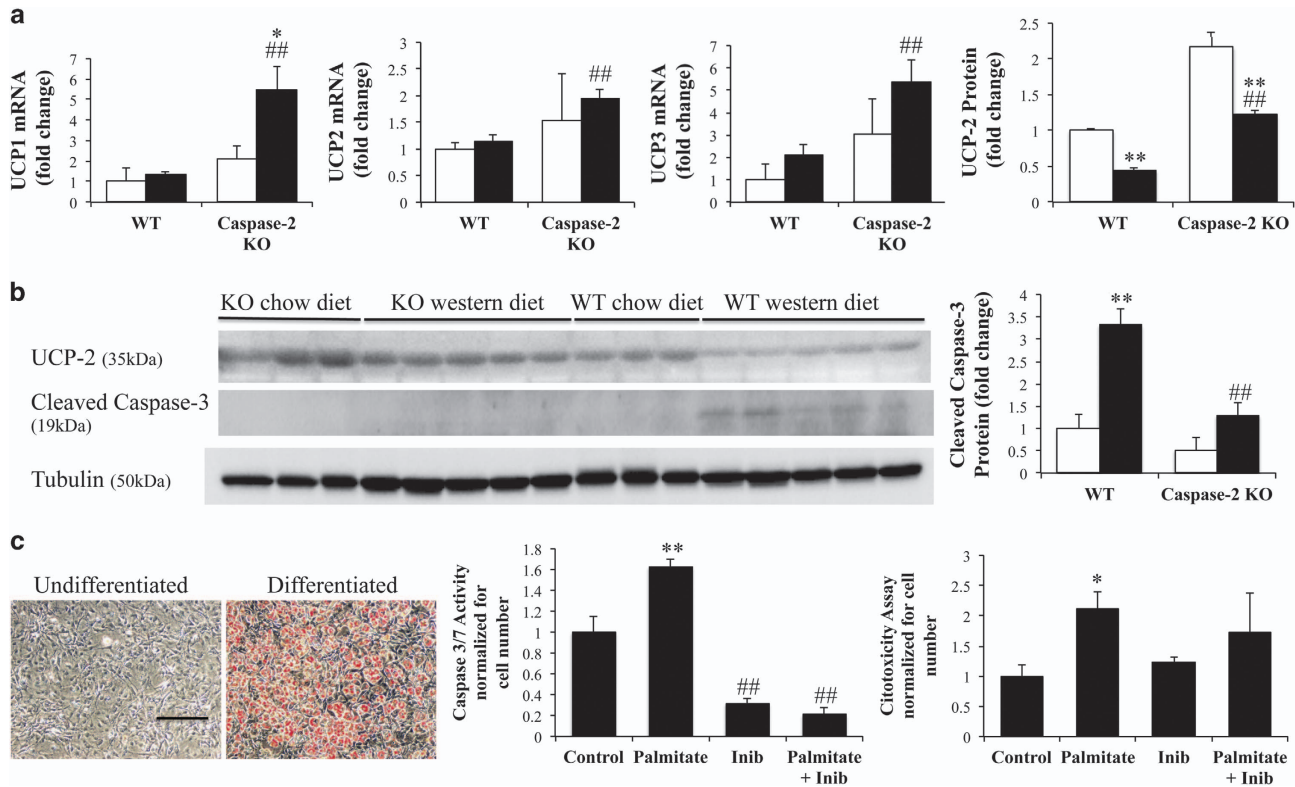 a
UCP1 mRNA
(fold change)
7
6
5
4
3
2
1
0
*
##
WT
Caspase-2
KO
UCP2 mRNA
(fold change)
3
2.5
2
1.5
1
0.5
0
##
WT
Caspase-2
KO
UCP3 mRNA
(fold change)
7
6
5
4
3
2
1
0
##
WT
Caspase-2
KO
UCP-2 Protein
(fold change)
2.5
2
1.5
1
0.5
0
**
**
##
WT
Caspase-2 KO
b
KO chow diet
KO western diet
WT chow diet
WT western diet
UCP-2 (35kDa)
Cleaved Caspase-3
(19kDa)
Tubulin (50kDa)
Cleaved Caspase-3
Protein (fold change)
4
3.5
3
2.5
2
1.5
1
0.5
0
**
##
WT
Caspase-2 KO
c
Undifferentiated
Differentiated
Caspase 3/7 Activity
normalized for
cell number
1.8
1.6
1.4
1.2
1
0.8
0.6
0.4
0.2
0
**
##
##
Control
Palmitate
Inib
Palmitate
+ Inib
Citotoxicity Assay
normalized for cell
number
3
2.5
2
1.5
1
0.5
0
*
Control
Palmitate
Inib
Palmitate
+ Inib